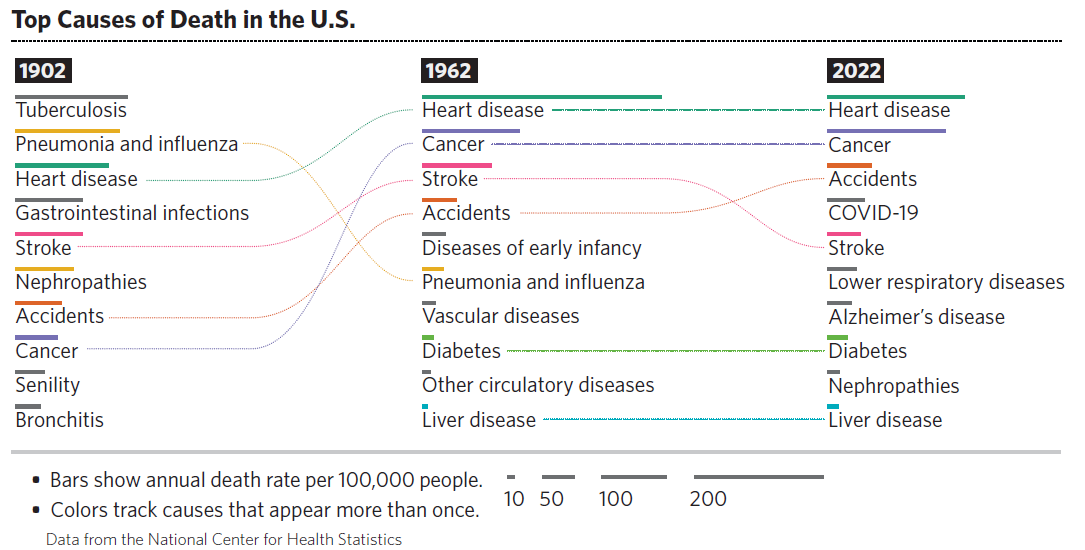 Top Causes of Death in the U.S.
1902
1962
2022
Tuberculosis
Heart disease
Heart disease
Pneumonia and influenza
Cancer
Cancer
Heart disease
Stroke
Accidents
Gastrointestinal infections
Accidents
COVID-19
Stroke
Diseases of early infancy
Stroke
Nephropathies
Pneumonia and influenza
Lower respiratory diseases
Accidents
Vascular diseases
Alzheimer's disease
Cancer
Diabetes
Diabetes
Senility
Other circulatory diseases
Nephropathies
Bronchitis
Liver disease
Liver disease
• Bars show annual death rate per 100,000 people.
10 50 100 200
• Colors track causes that appear more than once.
Data from the National Center for Health Statistics